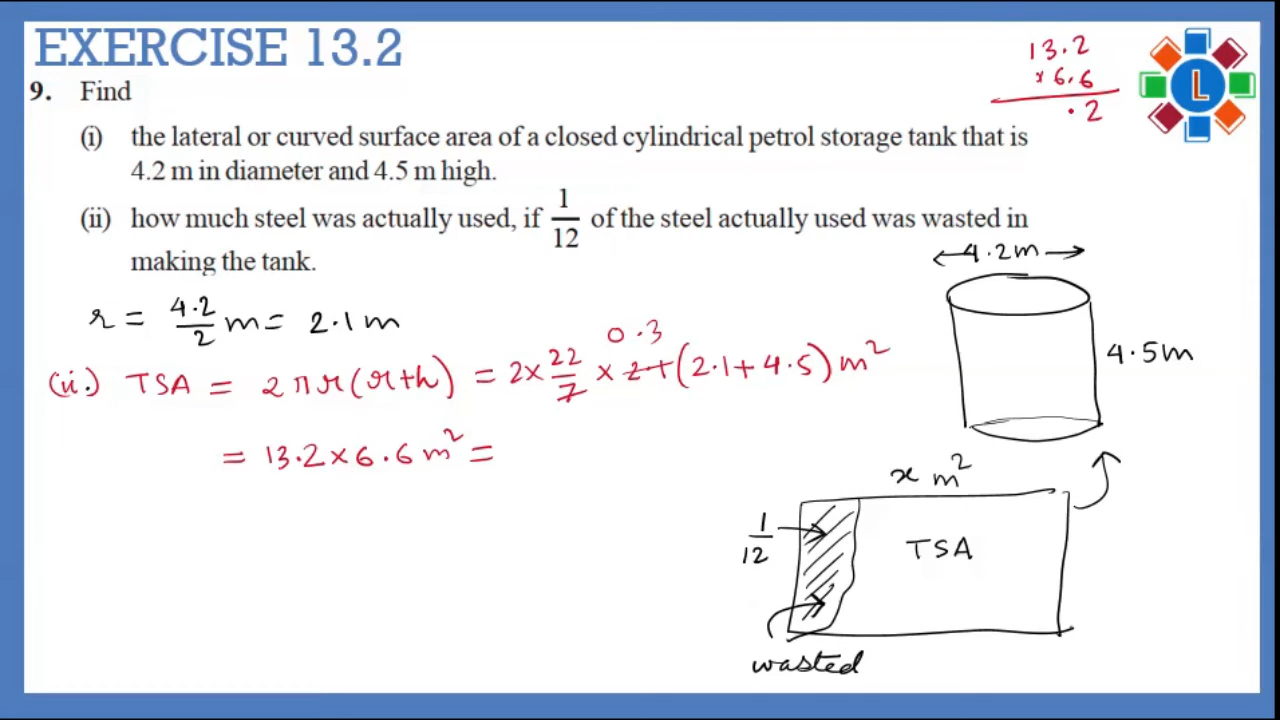 EXERCISE 13.2
13.2
× 6.6
.2
L
9. Find
(i) the lateral or curved surface area of a closed cylindrical petrol storage tank that is
4.2 m in diameter and 4.5 m high.
(ii) how much steel was actually used, if 1/12 of the steel actually used was wasted in
making the tank.
r = 4.2/2 m = 2.1 m
(ii.) TSA = 2πr(r+h) = 2 × 22/7 × 2.1 (2.1 + 4.5) m²
0.3
= 13.2 × 6.6 m² =
4.2m
4.5m
x m²
1/12
TSA
wasted